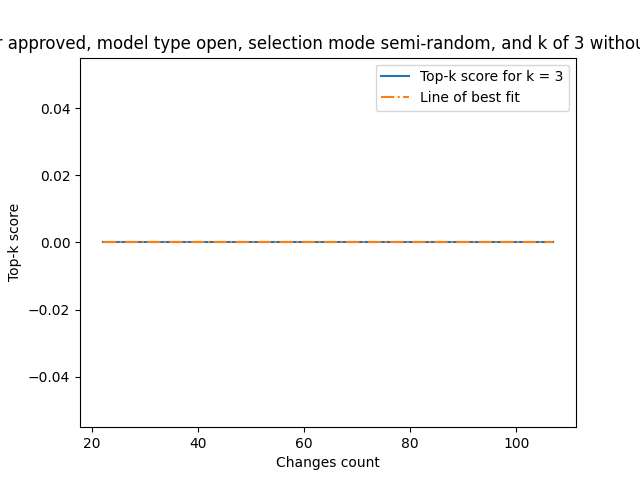 approved, model type open, selection mode semi-random, and k of 3
Top-k score for k = 3
Line of best fit
0.04
0.02
0.00
−0.02
−0.04
Top-k score
20 40 60 80 100
Changes count